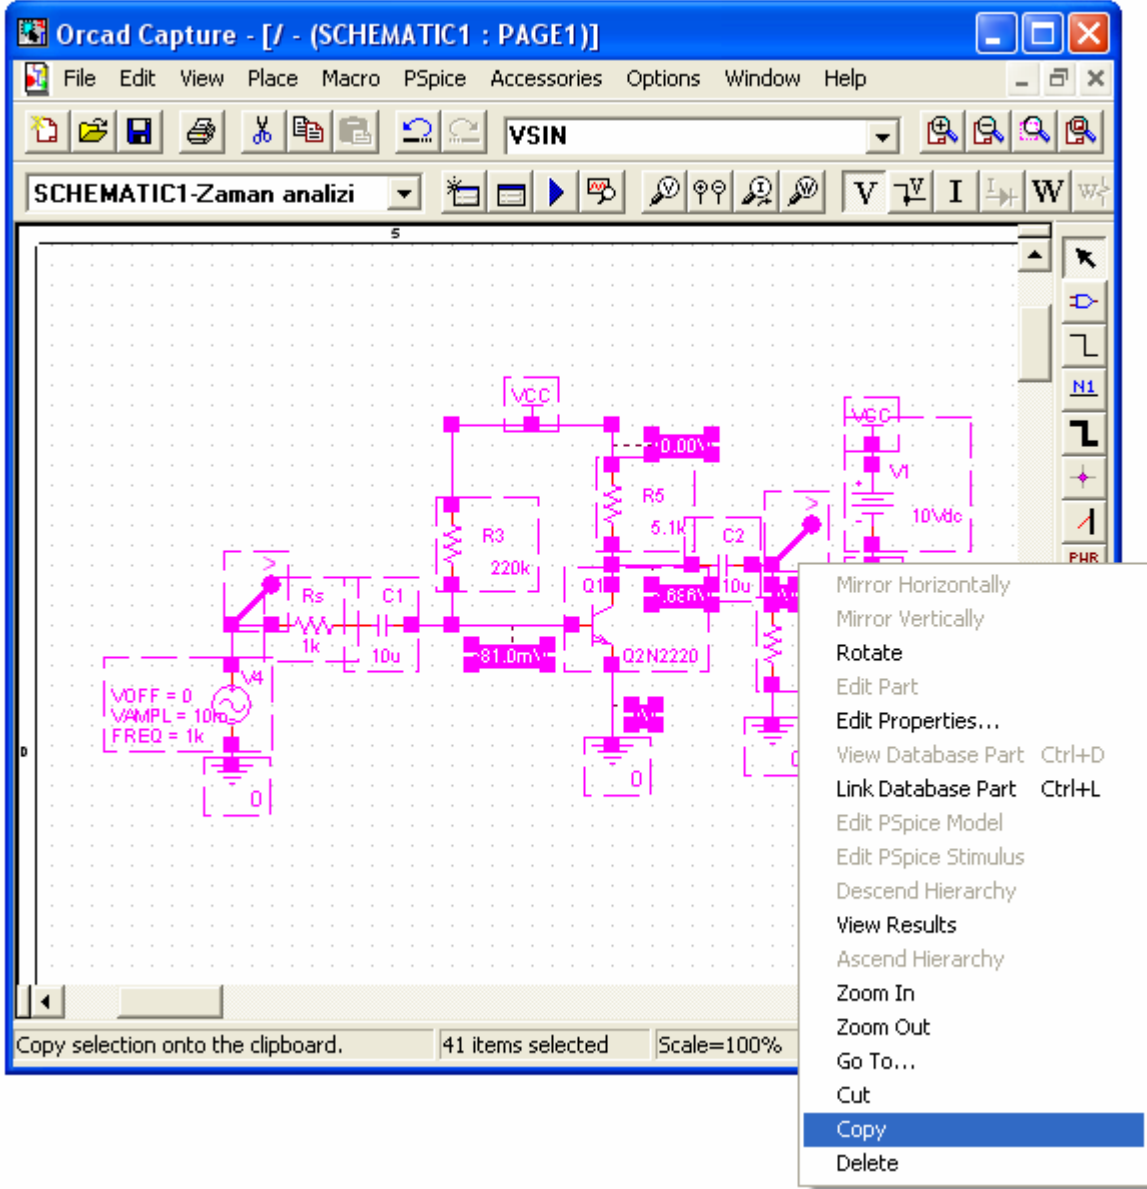 Orcad Capture - [/ - (SCHEMATIC1 : PAGE1)]
File Edit View Place Macro PSpice Accessories Options Window Help
VSIN
SCHEMATIC1-Zaman analizi
V V I I W W
5
N1
PWR
VCC
VCC
0.00V
V1
R5
5.1k
10Vdc
R3
220k
C2
10u
V
V
Rs
1k
C1
10u
Q1
Q2N2220
.686V
81.0mV
V4
VOFF = 0
VAMPL = 10m
FREQ = 1k
D
0
0
Mirror Horizontally
Mirror Vertically
Rotate
Edit Part
Edit Properties...
View Database Part Ctrl+D
Link Database Part Ctrl+L
Edit PSpice Model
Edit PSpice Stimulus
Descend Hierarchy
View Results
Ascend Hierarchy
Zoom In
Zoom Out
Go To...
Cut
Copy
Delete
Copy selection onto the clipboard. 41 items selected Scale=100%